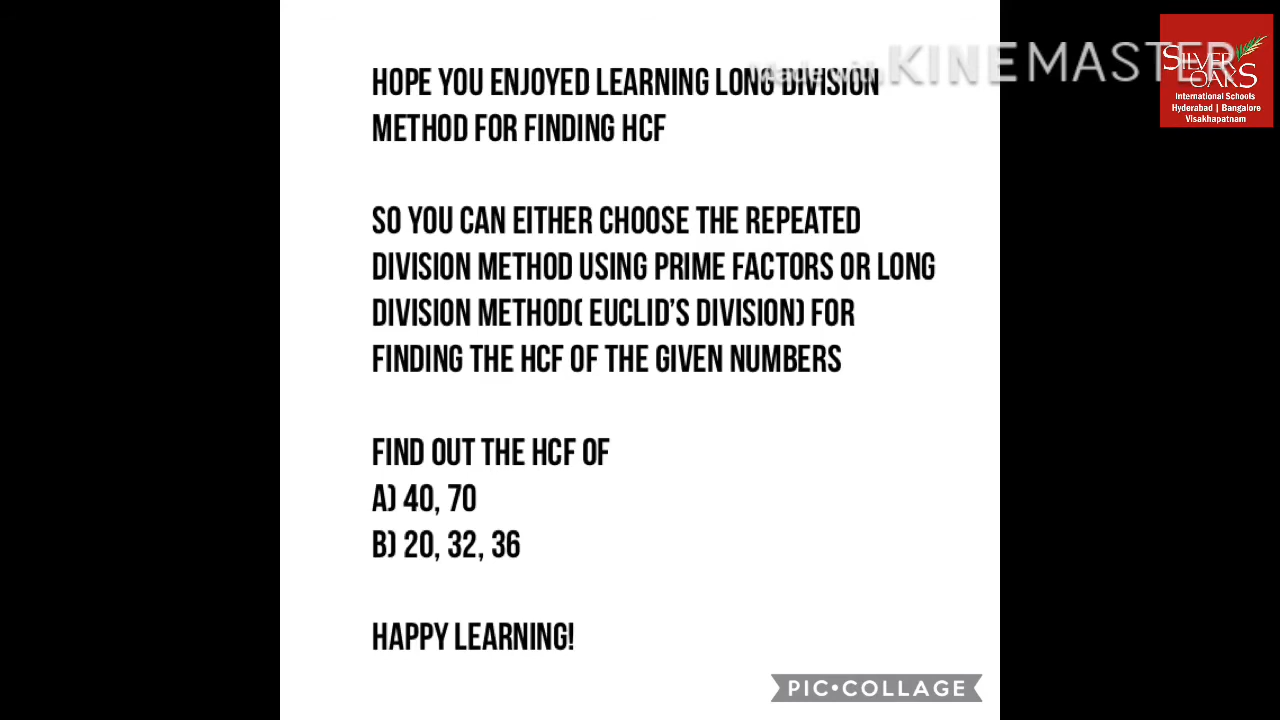 HOPE YOU ENJOYED LEARNING LONG DIVISION
METHOD FOR FINDING HCF
SO YOU CAN EITHER CHOOSE THE REPEATED
DIVISION METHOD USING PRIME FACTORS OR LONG
DIVISION METHOD( EUCLID'S DIVISION) FOR
FINDING THE HCF OF THE GIVEN NUMBERS
FIND OUT THE HCF OF
A) 40, 70
B) 20, 32, 36
HAPPY LEARNING!
Made with KINEMASTER
SILVER
OAKS
International Schools
Hyderabad | Bangalore
Visakhapatnam
PIC•COLLAGE